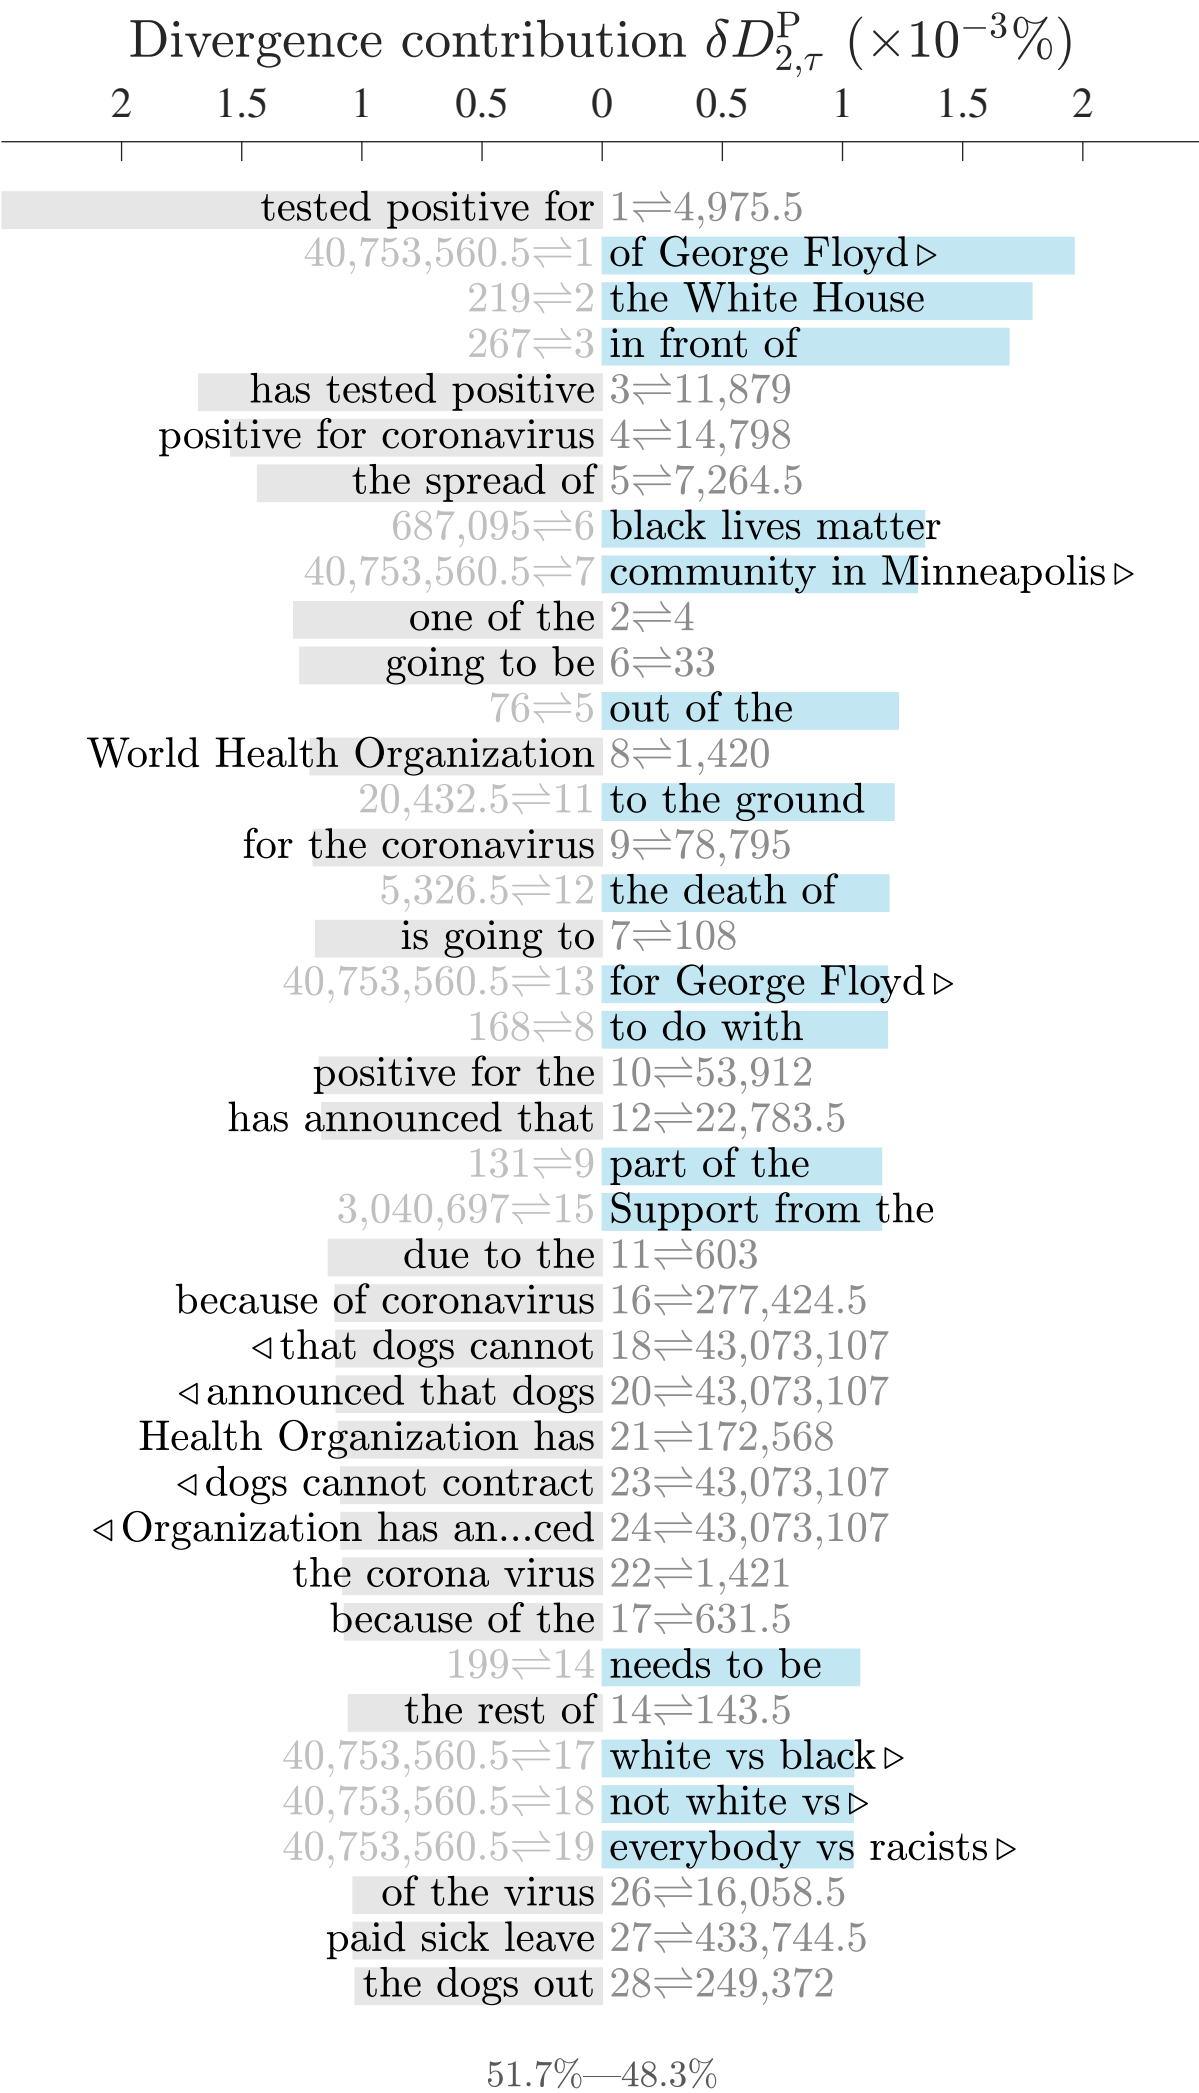 Divergence contribution δD^P_{2,τ} (×10^{−3}%)
2 1.5 1 0.5 0 0.5 1 1.5 2
tested positive for 1⇌4,975.5
40,753,560.5⇌1 of George Floyd▹
219⇌2 the White House
267⇌3 in front of
has tested positive 3⇌11,879
positive for coronavirus 4⇌14,798
the spread of 5⇌7,264.5
687,095⇌6 black lives matter
40,753,560.5⇌7 community in Minneapolis▹
one of the 2⇌4
going to be 6⇌33
76⇌5 out of the
World Health Organization 8⇌1,420
20,432.5⇌11 to the ground
for the coronavirus 9⇌78,795
5,326.5⇌12 the death of
is going to 7⇌108
40,753,560.5⇌13 for George Floyd▹
168⇌8 to do with
positive for the 10⇌53,912
has announced that 12⇌22,783.5
131⇌9 part of the
3,040,697⇌15 Support from the
due to the 11⇌603
because of coronavirus 16⇌277,424.5
◃that dogs cannot 18⇌43,073,107
◃announced that dogs 20⇌43,073,107
Health Organization has 21⇌172,568
◃dogs cannot contract 23⇌43,073,107
◃Organization has an...ced 24⇌43,073,107
the corona virus 22⇌1,421
because of the 17⇌631.5
199⇌14 needs to be
the rest of 14⇌143.5
40,753,560.5⇌17 white vs black▹
40,753,560.5⇌18 not white vs▹
40,753,560.5⇌19 everybody vs racists▹
of the virus 26⇌16,058.5
paid sick leave 27⇌433,744.5
the dogs out 28⇌249,372
51.7%—48.3%